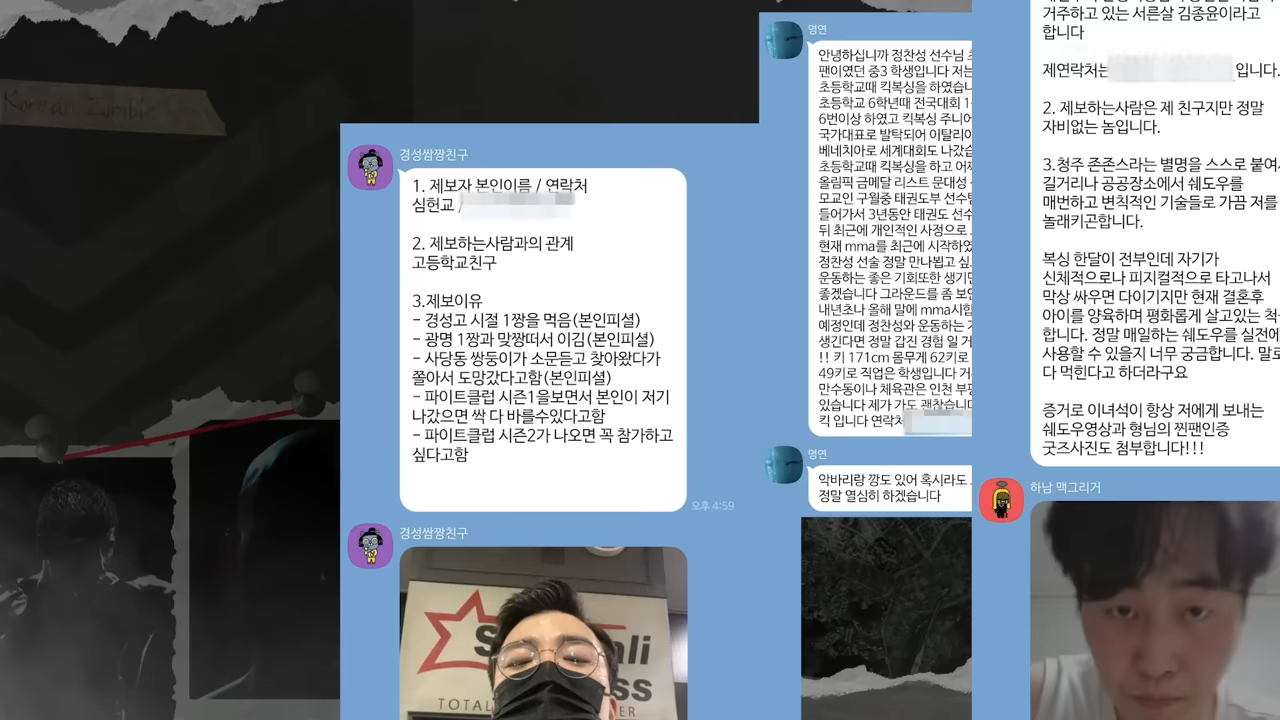 Korean Zombie
경성쌈짱친구
1. 제보자 본인이름 / 연락처
심헌교 /
2. 제보하는사람과의 관계
고등학교친구
3.제보이유
- 경성고 시절 1짱을 먹음(본인피셜)
- 광명 1짱과 맞짱떠서 이김(본인피셜)
- 사당동 쌍둥이가 소문듣고 찾아왔다가
쫄아서 도망갔다고함(본인피셜)
- 파이트클럽 시즌1을보면서 본인이 저기
나갔으면 싹 다 바를수있다고함
- 파이트클럽 시즌2가 나오면 꼭 참가하고
싶다고함
오후 4:59
경성쌈짱친구
TOTAL
명연
안녕하십니까 정찬성 선수님
팬이였던 중3 학생입니다 저는
초등학교때 킥복싱을 하였습니
초등학교 6학년때 전국대회 1
6번이상 하였고 킥복싱 주니어
국가대표로 발탁되어 이탈리아
베네치아로 세계대회도 나갔습
초등학교때 킥복싱을 하고 어쩌
올림픽 금메달 리스트 문대성
모교인 구월중 태권도부 선수
들어가서 3년동안 태권도 선수
뒤 최근에 개인적인 사정으로
현재 mma를 최근에 시작하였
정찬성 선술 정말 만나뵙고 싶
운동하는 좋은 기회또한 생기면
좋겠습니다 그라운드를 좀 보안
내년초나 올해 말에 mma시합
예정인데 정찬성와 운동하는
생긴다면 정말 값진 경험 일 거
!! 키 171cm 몸무게 62키로
49키로 직업은 학생입니다 거
만수동이나 체육관은 인천 부평
있습니다 제가 가도 괜찮습니다
킥 입니다 연락처
명연
악바리랑 깡도 있어 혹시라도
정말 열심히 하겠습니다
거주하고 있는 서른살 김종윤이라고
합니다
제연락처는 입니다.
2. 제보하는사람은 제 친구지만 정말
자비없는 놈입니다.
3.청주 존존스라는 별명을 스스로 붙여서
길거리나 공공장소에서 쉐도우를
매번하고 변칙적인 기술들로 가끔 저를
놀래키곤합니다.
복싱 한달이 전부인데 자기가
신체적으로나 피지컬적으로 타고나서
막상 싸우면 다이기지만 현재 결혼후
아이를 양육하며 평화롭게 살고있는 척
합니다. 정말 매일하는 쉐도우를 실전에
사용할 수 있을지 너무 궁금합니다. 말로
다 먹힌다고 하더라구요
증거로 이녀석이 항상 저에게 보내는
쉐도우영상과 형님의 찐팬인증
굿즈사진도 첨부합니다!!!
하남 맥그리거